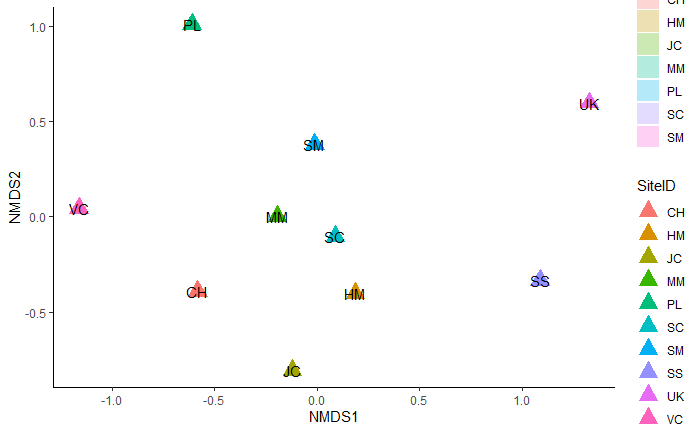 1.0
0.5
0.0
-0.5
NMDS2
PL
UK
SM
VC
MM
SC
SS
CH
HM
JC
-1.0
-0.5
0.0
0.5
1.0
NMDS1
CH
HM
JC
MM
PL
SC
SM
SiteID
CH
HM
JC
MM
PL
SC
SM
SS
UK
VC